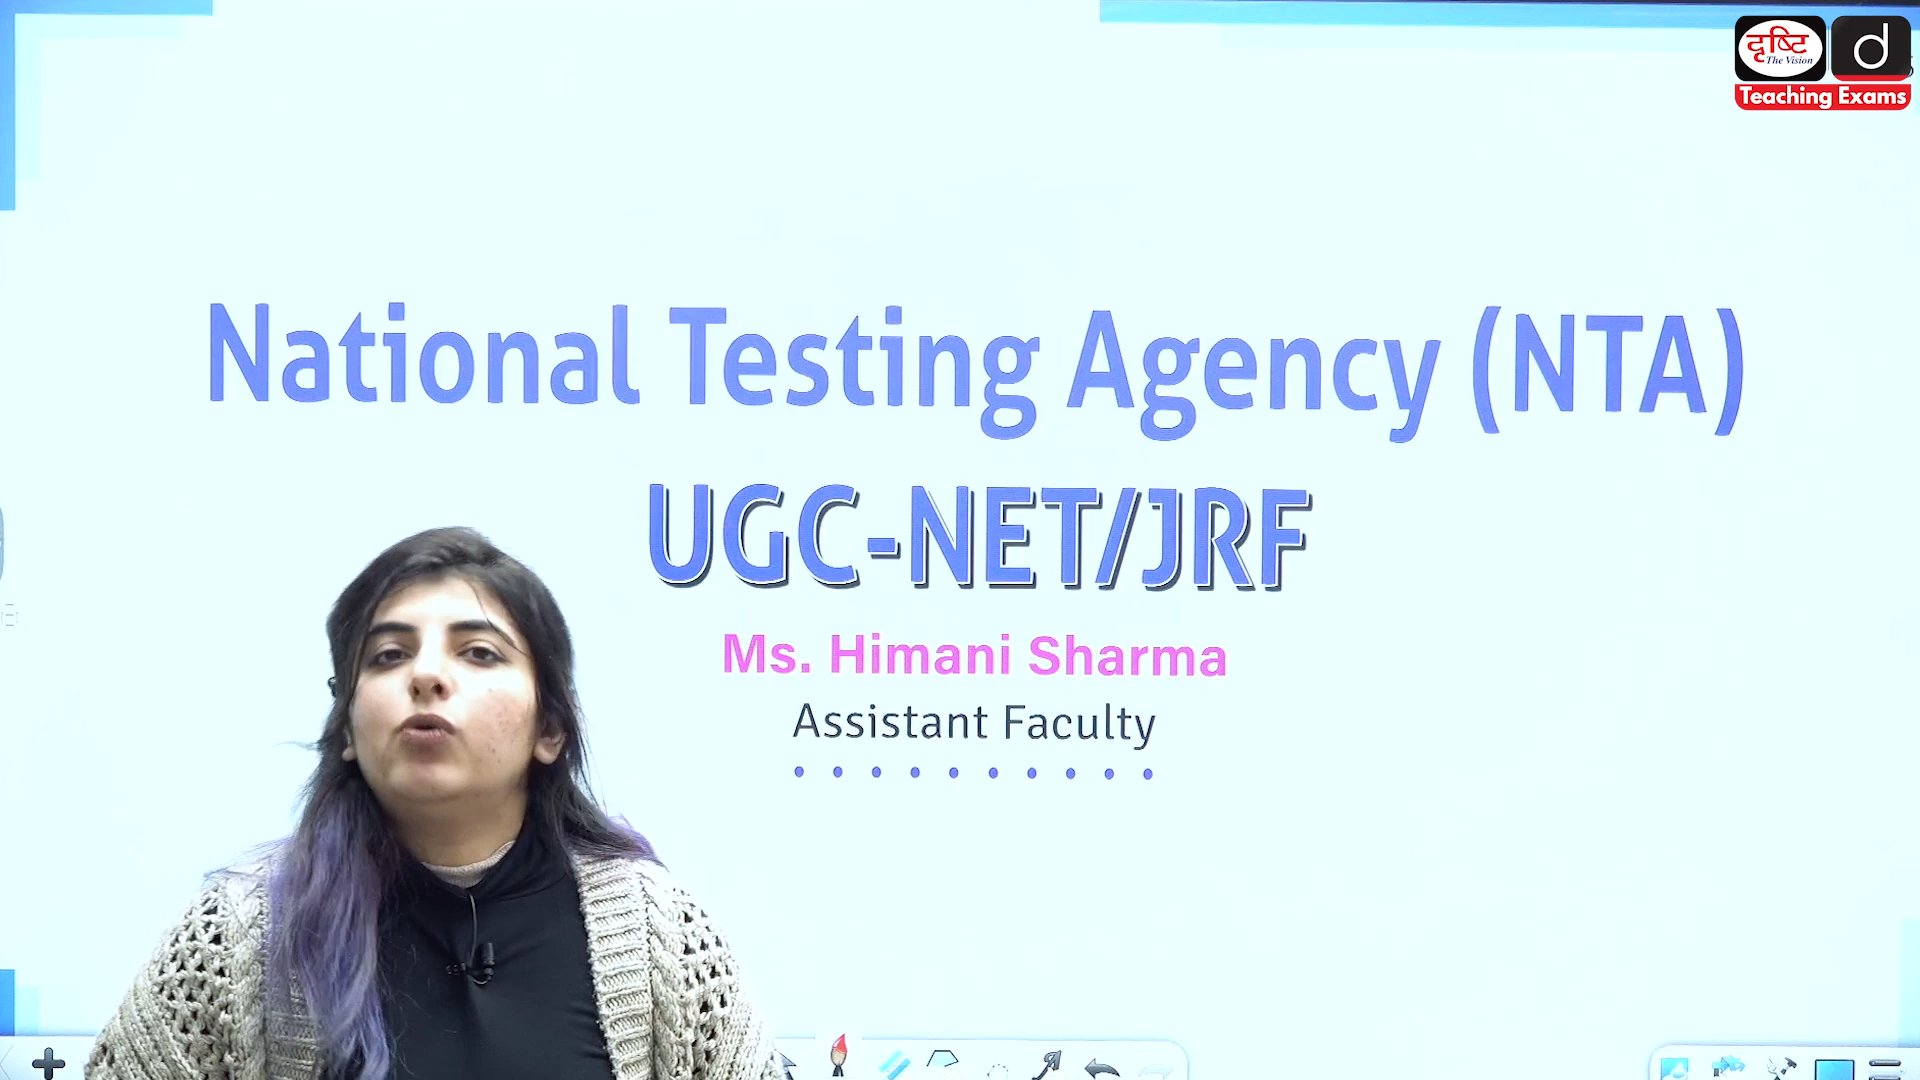 दृष्टि
The Vision
d
Teaching Exams
National Testing Agency (NTA)
UGC-NET/JRF
Ms. Himani Sharma
Assistant Faculty